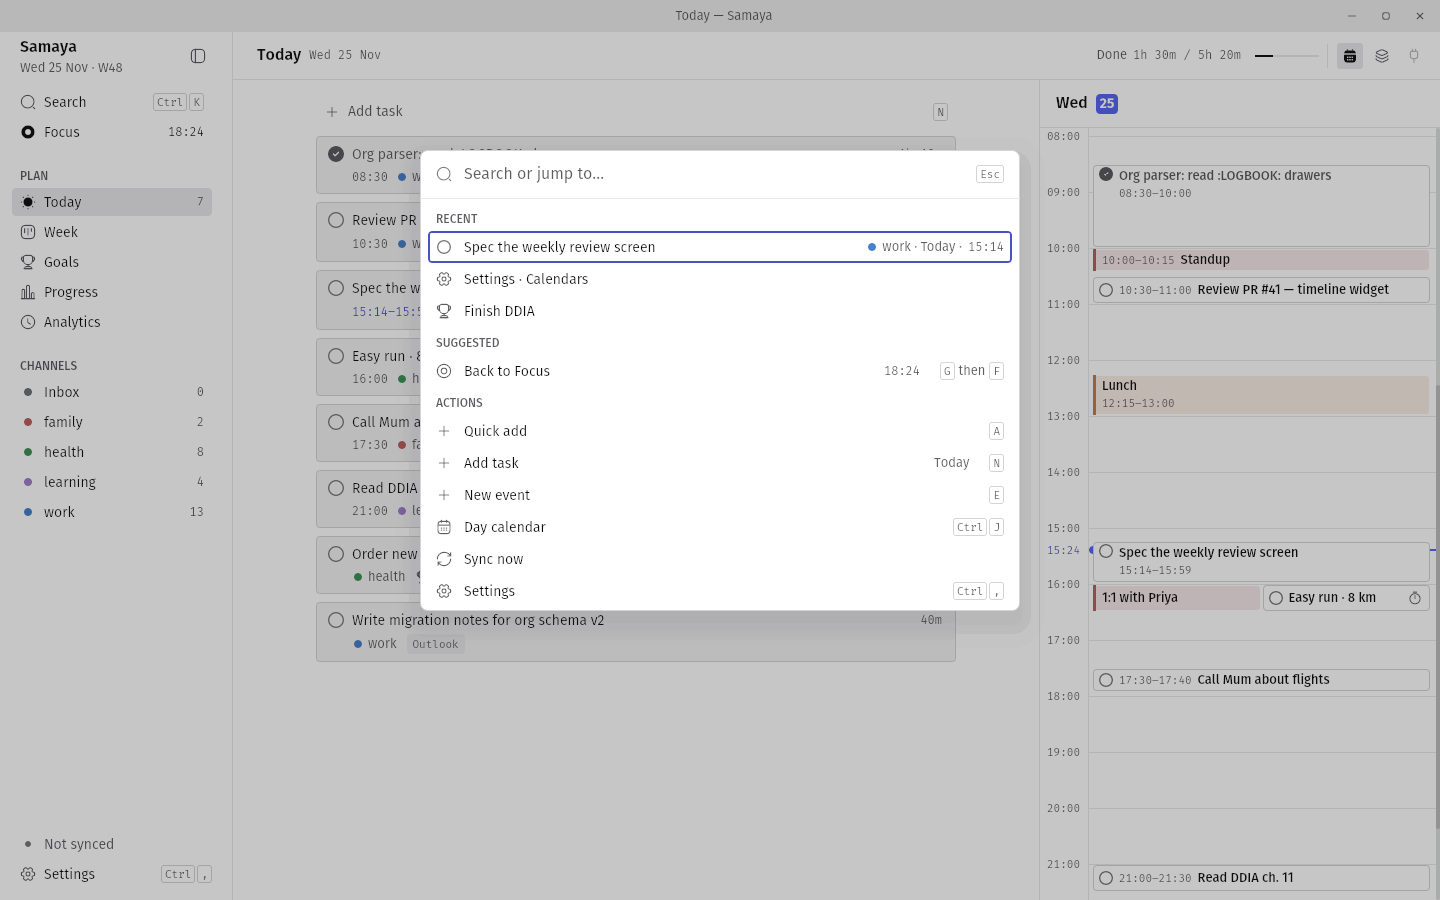 Today — Samaya
Samaya
Wed 25 Nov · W48
Search Ctrl K
Focus 18:24
PLAN
Today 7
Week
Goals
Progress
Analytics
CHANNELS
Inbox 0
family 2
health 8
learning 4
work 13
Not synced
Settings Ctrl ,
Today Wed 25 Nov
Done 1h 30m / 5h 20m
Add task N
Org parser:
08:30
Review PR
10:30
Spec the
15:14–15:
Easy run ·
16:00
Call Mum
17:30
Read DDIA
21:00
Order new
health
Write migration notes for org schema v2 40m
work Outlook
Search or jump to... Esc
RECENT
Spec the weekly review screen work · Today · 15:14
Settings · Calendars
Finish DDIA
SUGGESTED
Back to Focus 18:24 G then F
ACTIONS
Quick add A
Add task Today N
New event E
Day calendar Ctrl J
Sync now
Settings Ctrl ,
Wed 25
08:00
Org parser: read :LOGBOOK: drawers
08:30–10:00
09:00
10:00
10:00–10:15 Standup
10:30–11:00 Review PR #41 — timeline widget
11:00
12:00
Lunch
12:15–13:00
13:00
14:00
15:00
15:24
Spec the weekly review screen
15:14–15:59
16:00
1:1 with Priya
Easy run · 8 km
17:00
17:30–17:40 Call Mum about flights
18:00
19:00
20:00
21:00
21:00–21:30 Read DDIA ch. 11